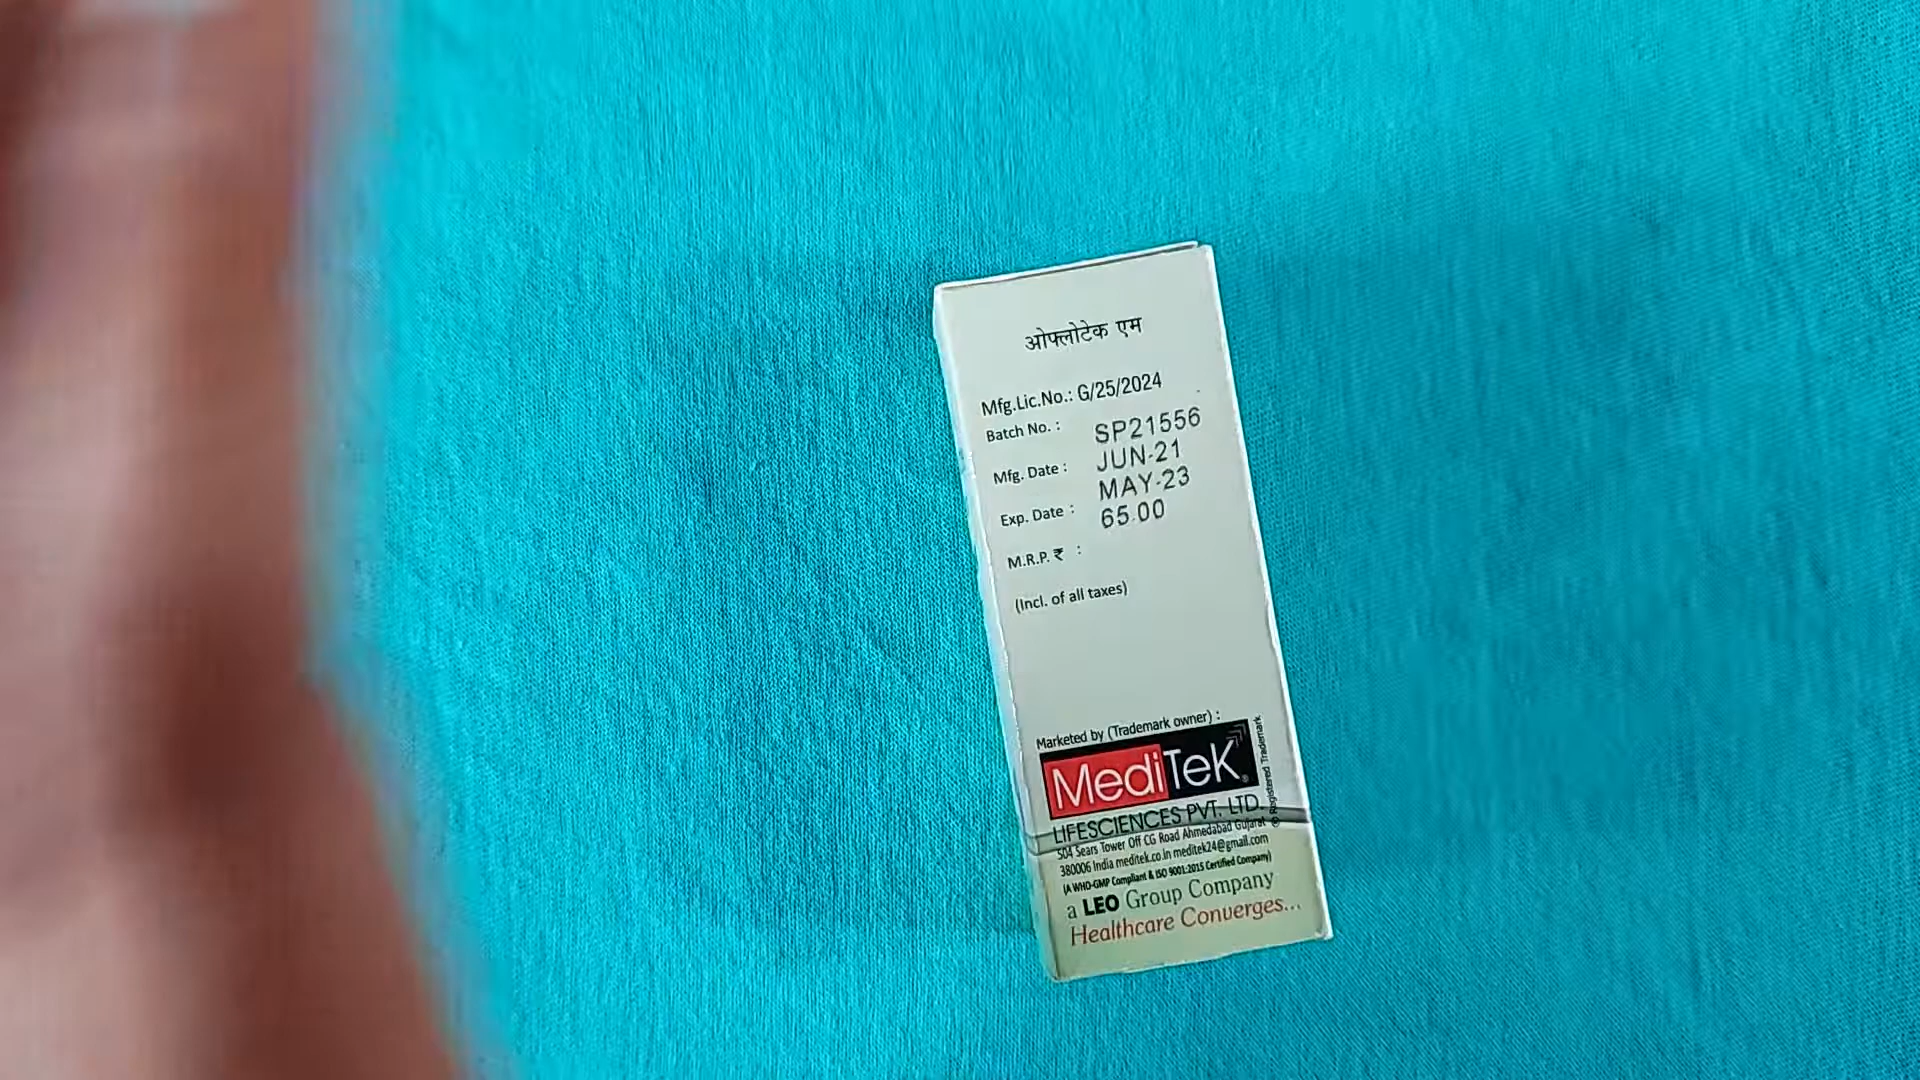 ओफ्लोटेक एम
Mfg.Lic.No.: G/25/2024
Batch No. : SP21556
Mfg. Date : JUN-21
Exp. Date : MAY-23
M.R.P. ₹ : 65.00
(Incl. of all taxes)
Marketed by (Trademark owner) :
MediTeK®
® Registered Trademark
LIFESCIENCES PVT. LTD.
504 Sears Tower Off CG Road Ahmedabad Gujarat
380006 India meditek.co.in meditek24@gmail.com
(A WHO-GMP Compliant & ISO 9001:2015 Certified Company)
a LEO Group Company
Healthcare Converges...